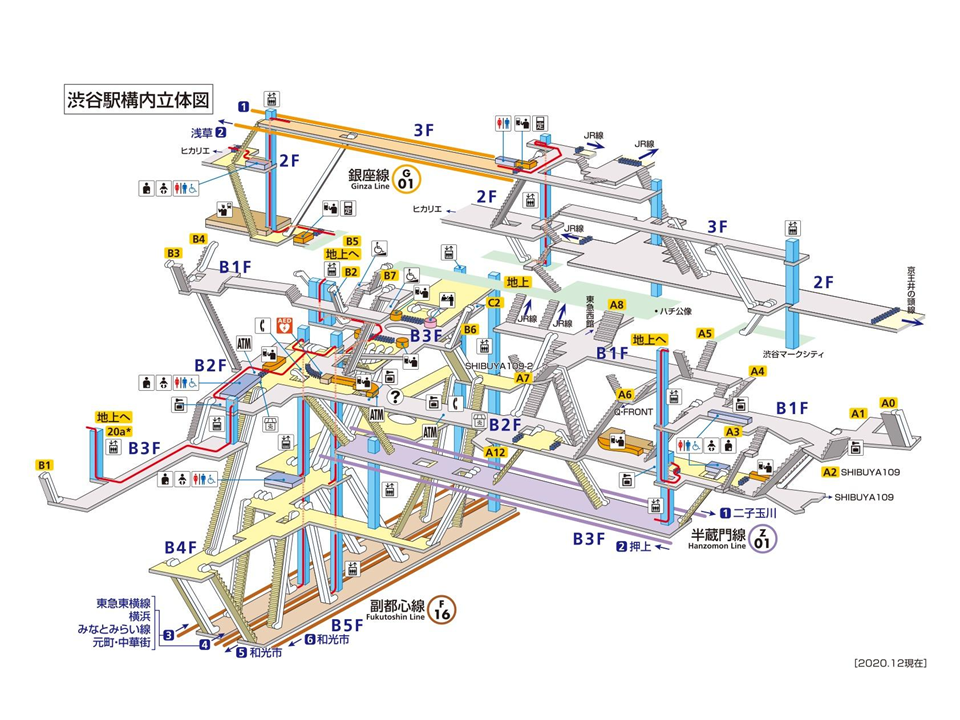 渋谷駅構内立体図
1
浅草 2
3F
JR線
JR線
ヒカリエ
2F
銀座線
Ginza Line
G
01
ヒカリエ
2F
JR線
3F
2F
京王井の頭線
B3
B4
B5
地上へ
B1F
B2
B7
地上
C2
JR線
JR線
東急百貨店
A8
・ハチ公像
渋谷マークシティ
AED
B3F
B6
地上へ
A5
ATM
B2F
SHIBUYA109-2
A7
B1F
A4
?
A6
Q-FRONT
B1F
A1
A0
地上へ
20a*
B3F
ATM
ATM
B2F
A12
A3
A2
SHIBUYA109
SHIBUYA109
B1
1 二子玉川
半蔵門線
Hanzomon Line
Z
01
B3F
2 押上
B4F
副都心線
Fukutoshin Line
F
16
B5F
東急東横線
横浜
みなとみらい線
元町・中華街
3
4
5 和光市
6 和光市
[2020.12現在]